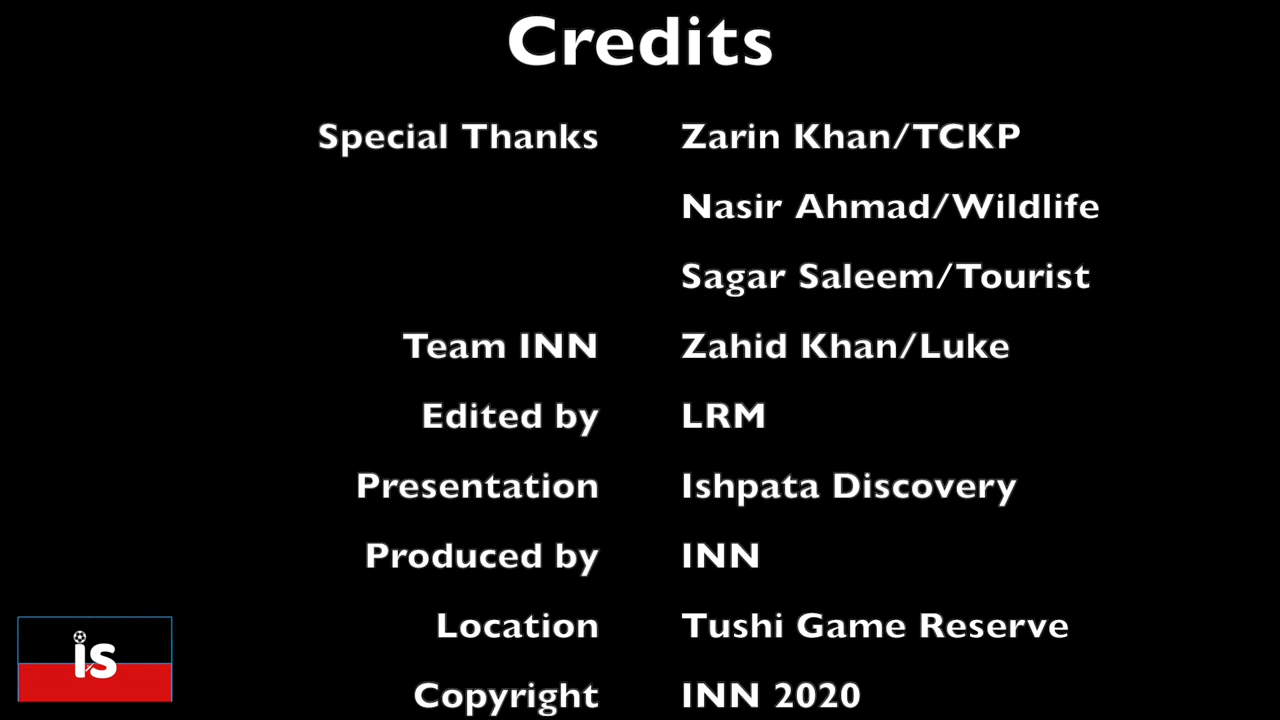 Credits
Special Thanks Zarin Khan/TCKP
Nasir Ahmad/Wildlife
Sagar Saleem/Tourist
Team INN Zahid Khan/Luke
Edited by LRM
Presentation Ishpata Discovery
Produced by INN
Location Tushi Game Reserve
Copyright INN 2020
is